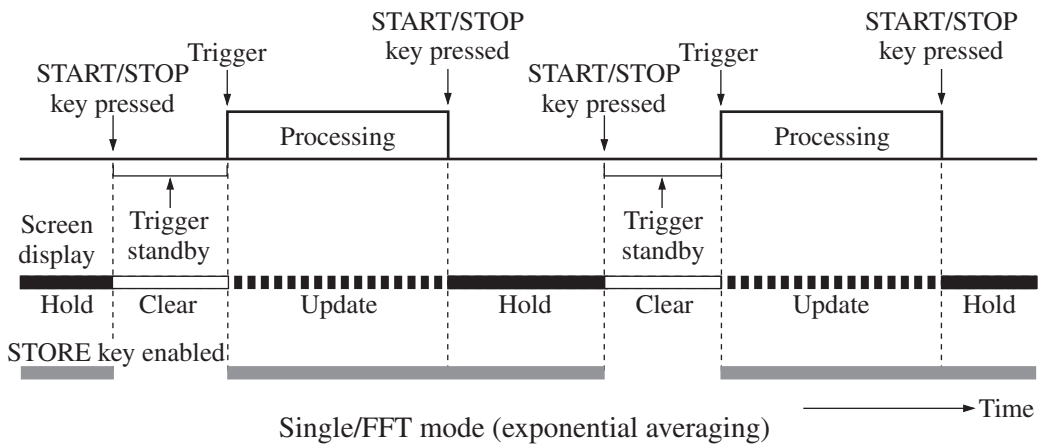 START/STOP
key pressed
Trigger
START/STOP
key pressed
START/STOP
key pressed
Trigger
START/STOP
key pressed
Processing
Processing
Screen
display
Trigger
standby
Trigger
standby
Hold
Clear
Update
Hold
Clear
Update
Hold
STORE key enabled
Time
Single/FFT mode (exponential averaging)